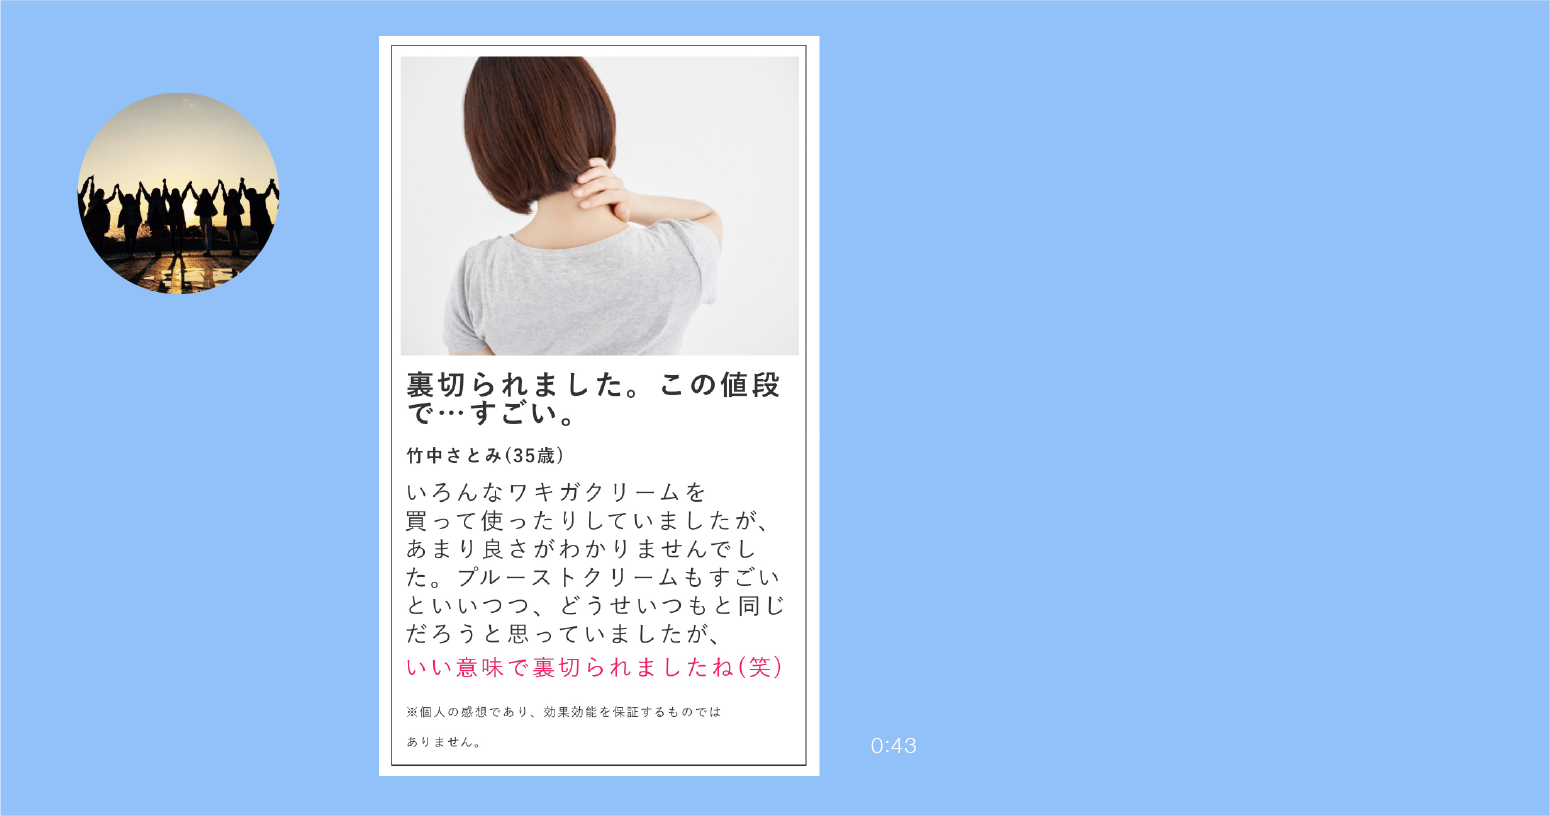 裏切られました。この値段
で…すごい。
竹中さとみ(35歳)
いろんなワキガクリームを
買って使ったりしていましたが、
あまり良さがわかりませんでし
た。プルーストクリームもすごい
といいつつ、どうせいつもと同じ
だろうと思っていましたが、
いい意味で裏切られましたね(笑)
※個人の感想であり、効果効能を保証するものでは
ありません。
0:43